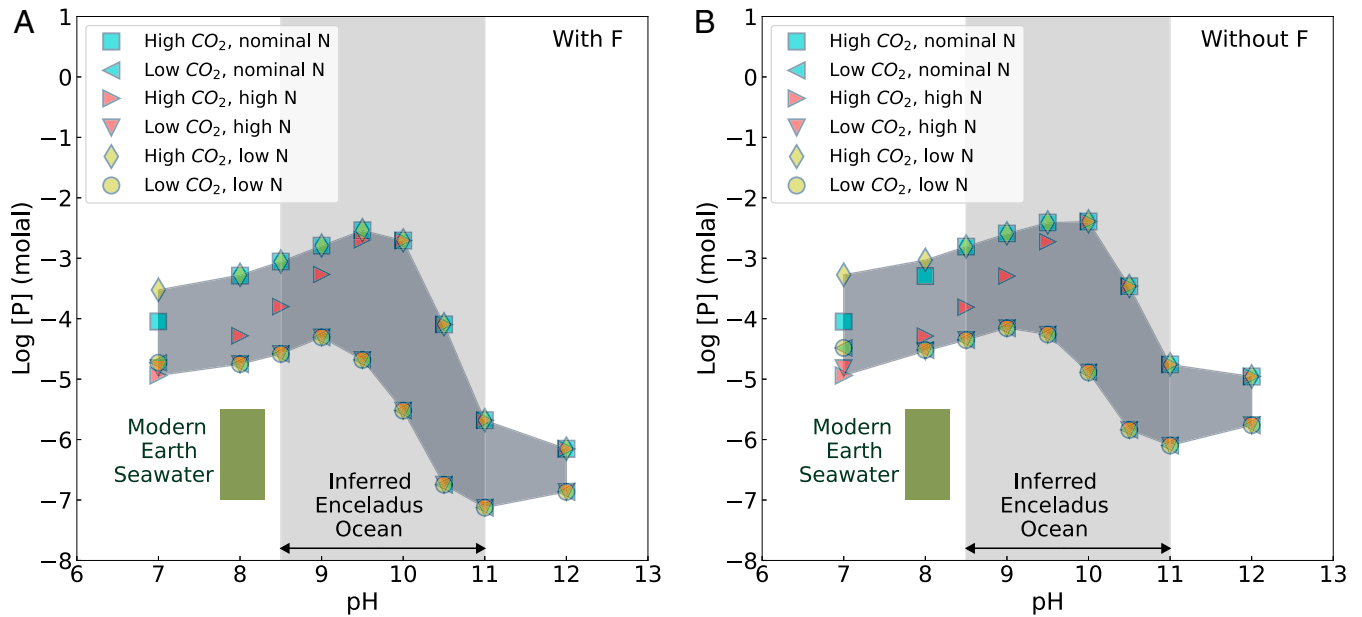 A
With F
High CO2, nominal N
Low CO2, nominal N
High CO2, high N
Low CO2, high N
High CO2, low N
Low CO2, low N
Modern
Earth
Seawater
Inferred
Enceladus
Ocean
Log [P] (molal)
1
0
−1
−2
−3
−4
−5
−6
−7
−8
6 7 8 9 10 11 12 13
pH
B
Without F
High CO2, nominal N
Low CO2, nominal N
High CO2, high N
Low CO2, high N
High CO2, low N
Low CO2, low N
Modern
Earth
Seawater
Inferred
Enceladus
Ocean
Log [P] (molal)
1
0
−1
−2
−3
−4
−5
−6
−7
−8
6 7 8 9 10 11 12 13
pH